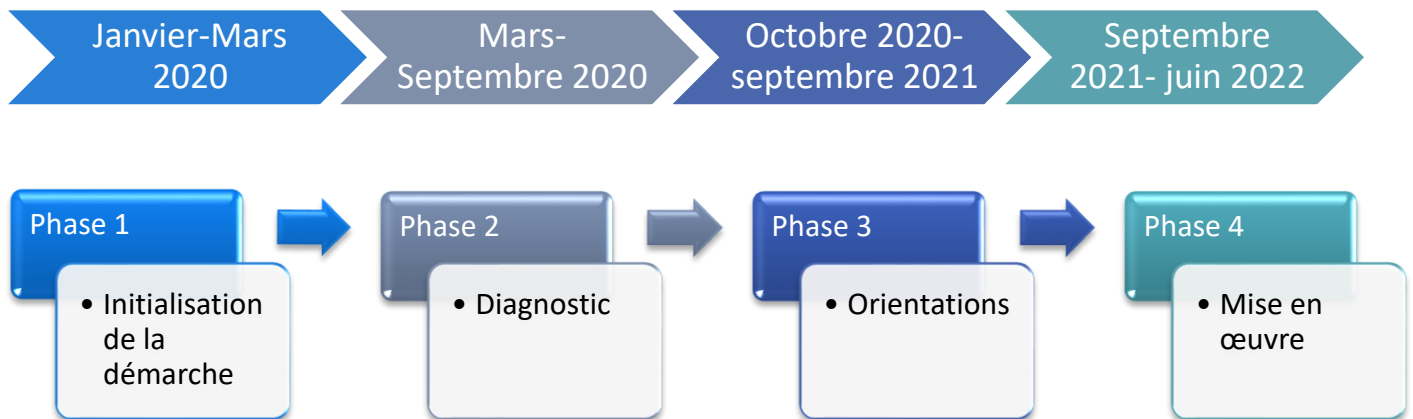 Janvier-Mars
2020
Mars-
Septembre 2020
Octobre 2020-
septembre 2021
Septembre
2021- juin 2022
Phase 1
• Initialisation
de la
démarche
Phase 2
• Diagnostic
Phase 3
• Orientations
Phase 4
• Mise en
œuvre